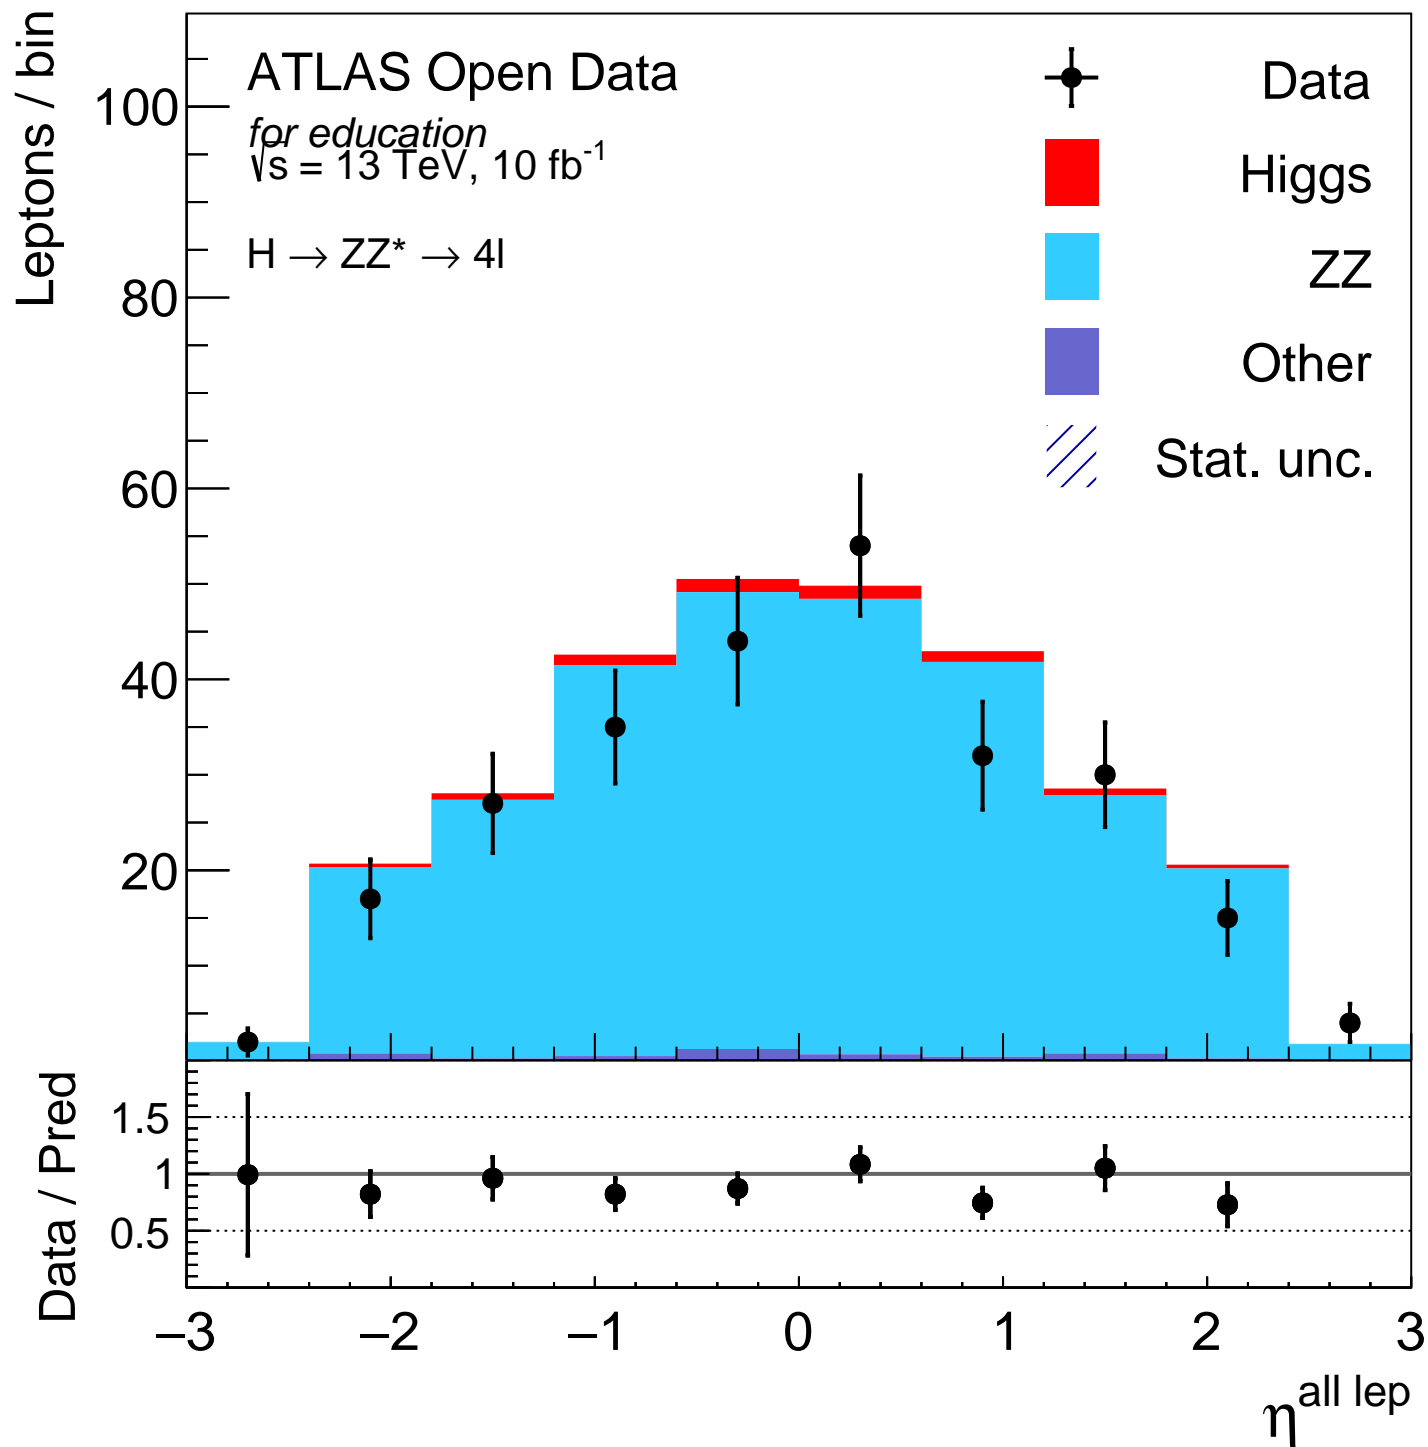 Leptons / bin
100
80
60
40
20
ATLAS Open Data
for education
√s = 13 TeV, 10 fb⁻¹
H → ZZ* → 4l
Data
Higgs
ZZ
Other
Stat. unc.
Data / Pred
1.5
1
0.5
−3 −2 −1 0 1 2 3
η^all lep